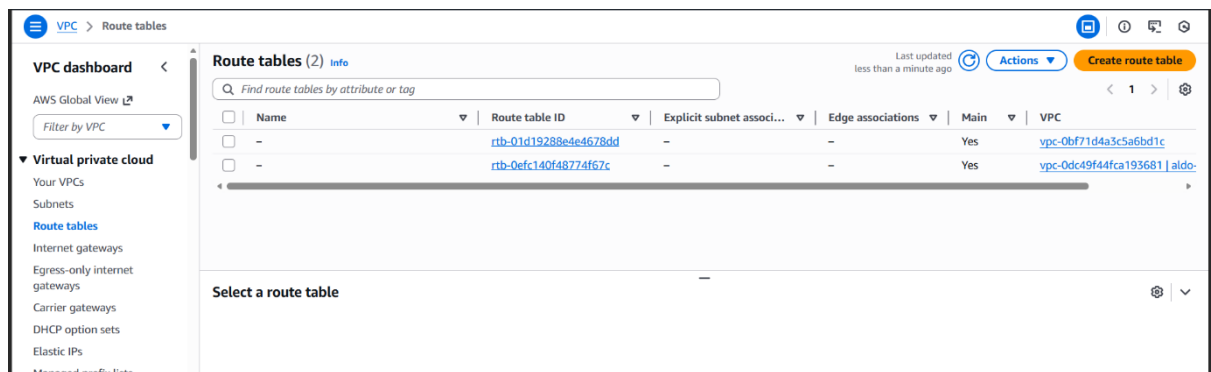 VPC > Route tables
VPC dashboard
AWS Global View
Filter by VPC
Virtual private cloud
Your VPCs
Subnets
Route tables
Internet gateways
Egress-only internet
gateways
Carrier gateways
DHCP option sets
Elastic IPs
Managed prefix lists
Route tables (2) Info
Last updated
less than a minute ago
Actions
Create route table
Find route tables by attribute or tag
1
Name Route table ID Explicit subnet associ... Edge associations Main VPC
– rtb-01d19288e4e4678dd – – Yes vpc-0bf71d4a3c5a6bd1c
– rtb-0efc140f48774f67c – – Yes vpc-0dc49f44fca193681 | aldo-
Select a route table